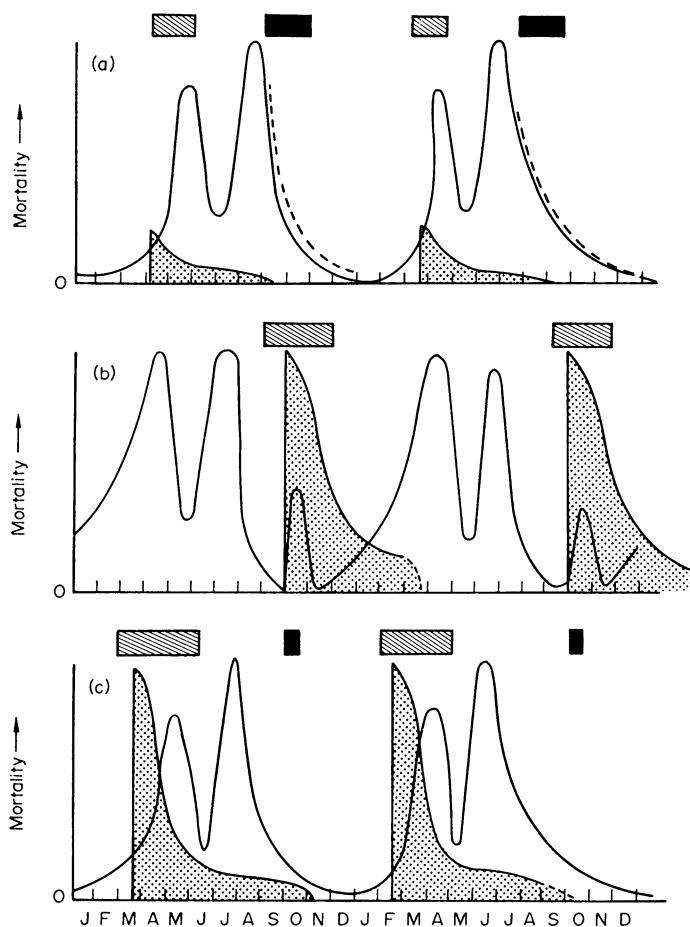 (a)
Mortality
O
(b)
Mortality
O
(c)
Mortality
O
J F M A M J J A S O N D J F M A M J J A S O N D